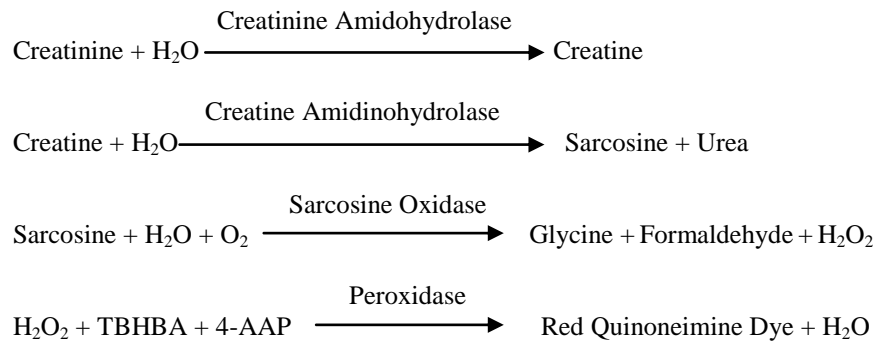 Creatinine Amidohydrolase
Creatinine + H₂O Creatine
Creatine Amidinohydrolase
Creatine + H₂O Sarcosine + Urea
Sarcosine Oxidase
Sarcosine + H₂O + O₂ Glycine + Formaldehyde + H₂O₂
Peroxidase
H₂O₂ + TBHBA + 4-AAP Red Quinoneimine Dye + H₂O